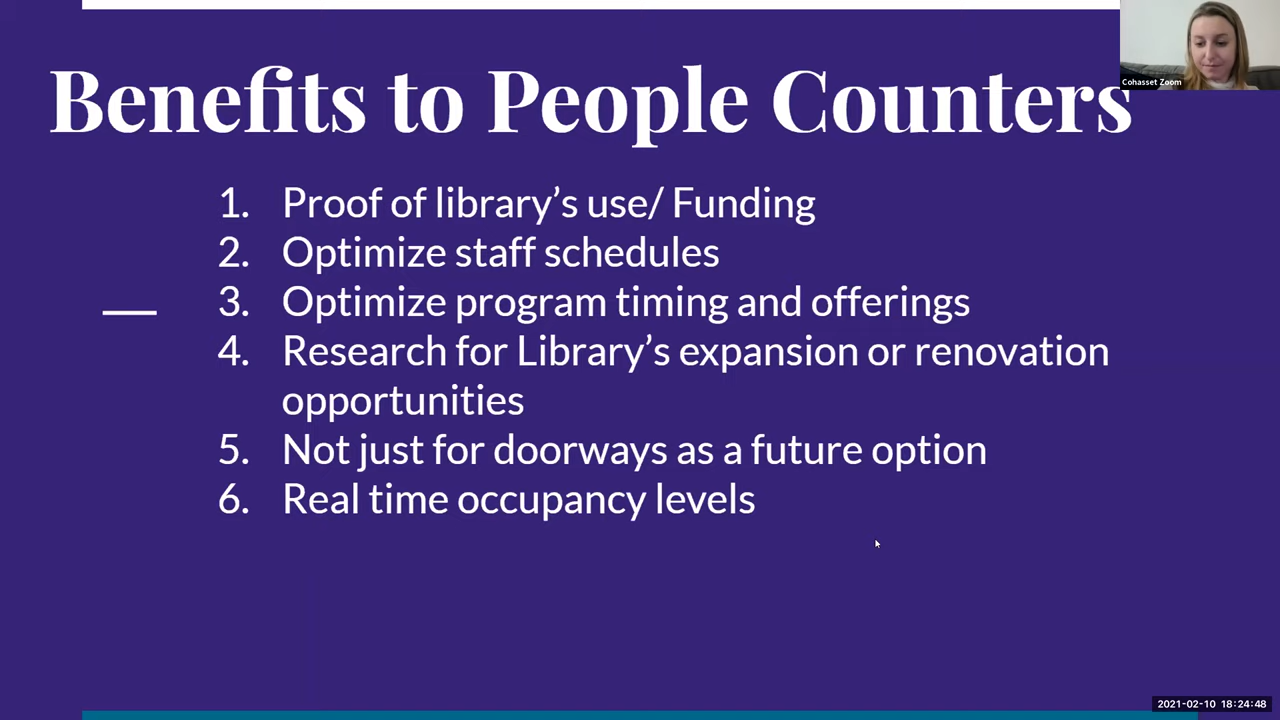 Benefits to People Counters
Cohasset Zoom
1. Proof of library’s use/ Funding
2. Optimize staff schedules
3. Optimize program timing and offerings
4. Research for Library’s expansion or renovation
opportunities
5. Not just for doorways as a future option
6. Real time occupancy levels
2021-02-10 18:24:48